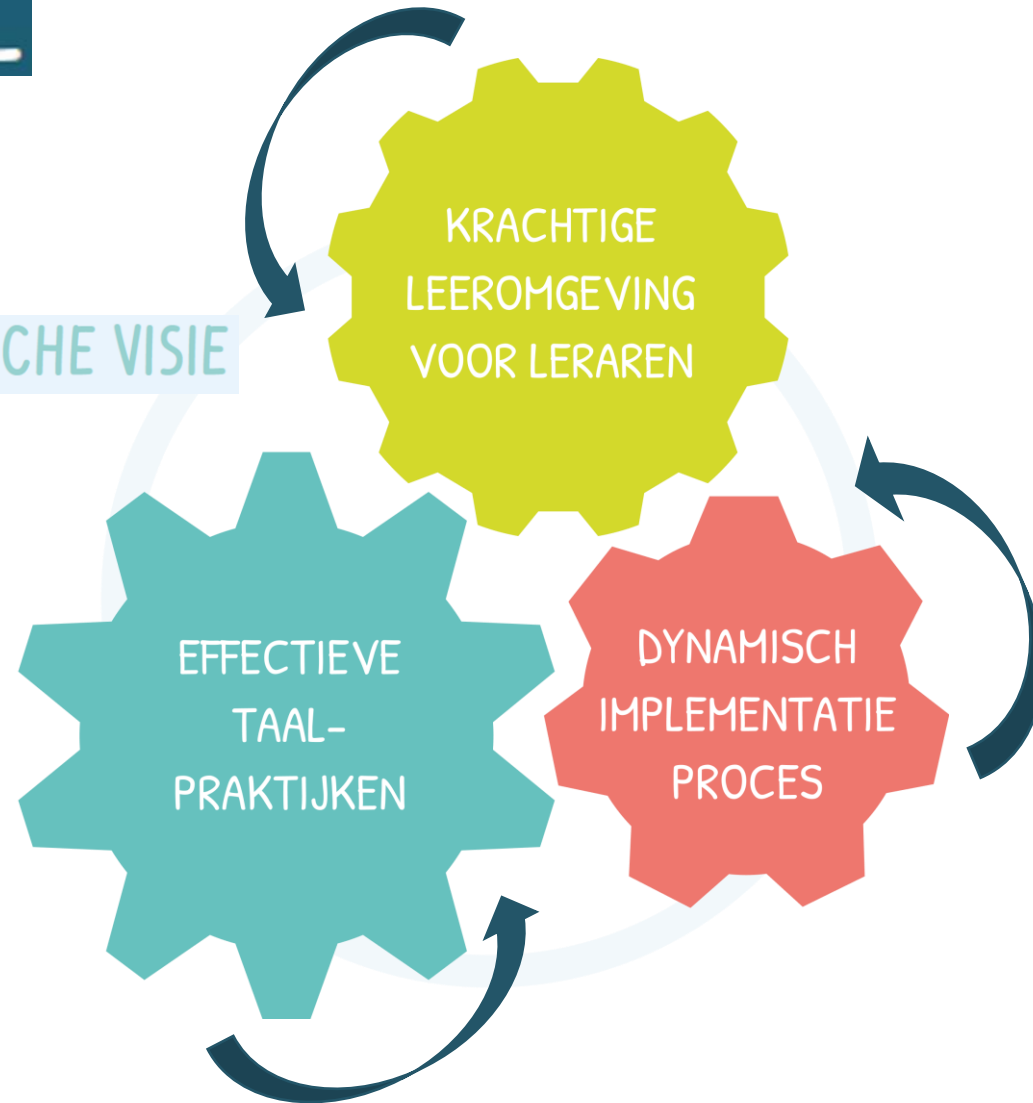 KRACHTIGE
LEEROMGEVING
VOOR LERAREN
CHE VISIE
EFFECTIEVE
TAAL-
PRAKTIJKEN
DYNAMISCH
IMPLEMENTATIE
PROCES